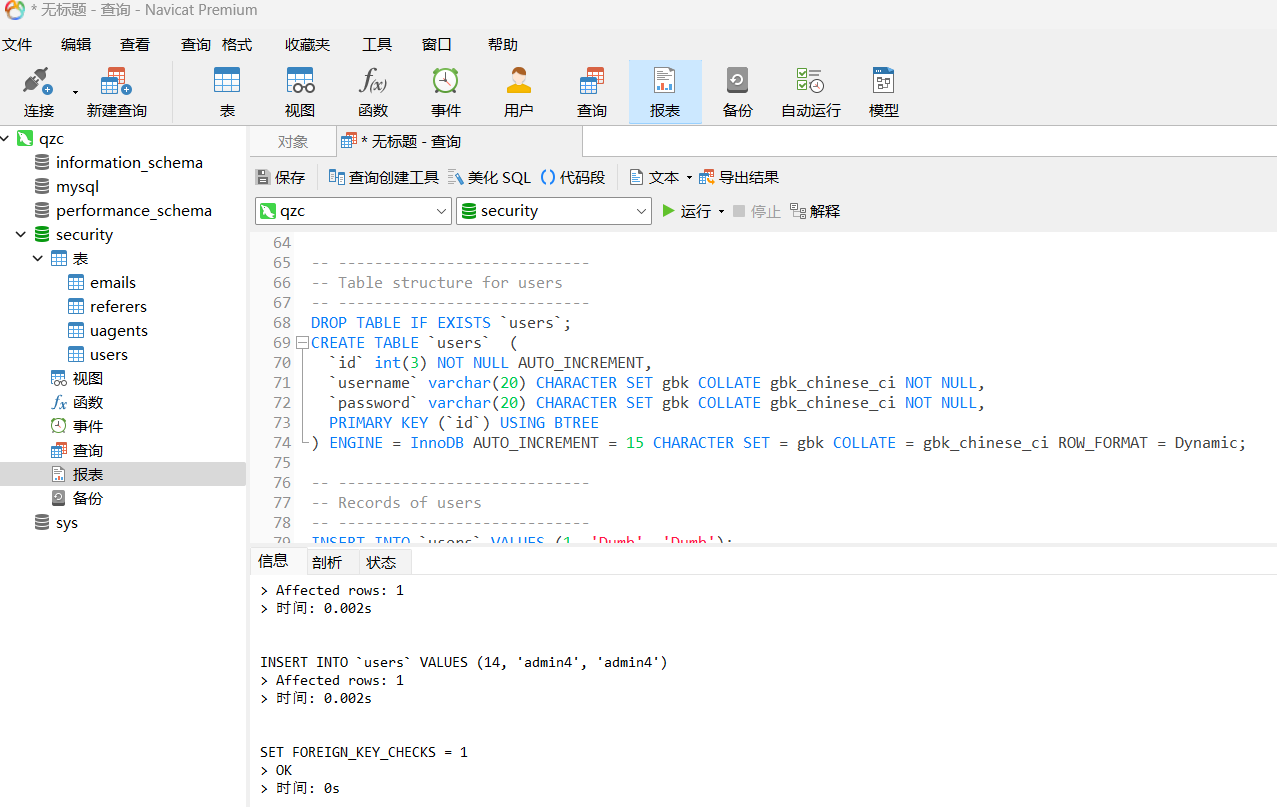 * 无标题 - 查询 - Navicat Premium
文件 编辑 查看 查询 格式 收藏夹 工具 窗口 帮助
连接 新建查询 表 视图 函数 事件 用户 查询 报表 备份 自动运行 模型
qzc
information_schema
mysql
performance_schema
security
表
emails
referers
uagents
users
视图
函数
事件
查询
报表
备份
sys
对象 * 无标题 - 查询
保存 查询创建工具 美化 SQL 代码段 文本 导出结果
qzc security 运行 停止 解释
64
65 -- ----------------------------
66 -- Table structure for users
67 -- ----------------------------
68 DROP TABLE IF EXISTS `users`;
69 CREATE TABLE `users`  (
70   `id` int(3) NOT NULL AUTO_INCREMENT,
71   `username` varchar(20) CHARACTER SET gbk COLLATE gbk_chinese_ci NOT NULL,
72   `password` varchar(20) CHARACTER SET gbk COLLATE gbk_chinese_ci NOT NULL,
73   PRIMARY KEY (`id`) USING BTREE
74 ) ENGINE = InnoDB AUTO_INCREMENT = 15 CHARACTER SET = gbk COLLATE = gbk_chinese_ci ROW_FORMAT = Dynamic;
75
76 -- ----------------------------
77 -- Records of users
78 -- ----------------------------
79 INSERT INTO `users` VALUES (1, 'Dumb', 'Dumb');
信息 剖析 状态
> Affected rows: 1
> 时间: 0.002s
INSERT INTO `users` VALUES (14, 'admin4', 'admin4')
> Affected rows: 1
> 时间: 0.002s
SET FOREIGN_KEY_CHECKS = 1
> OK
> 时间: 0s